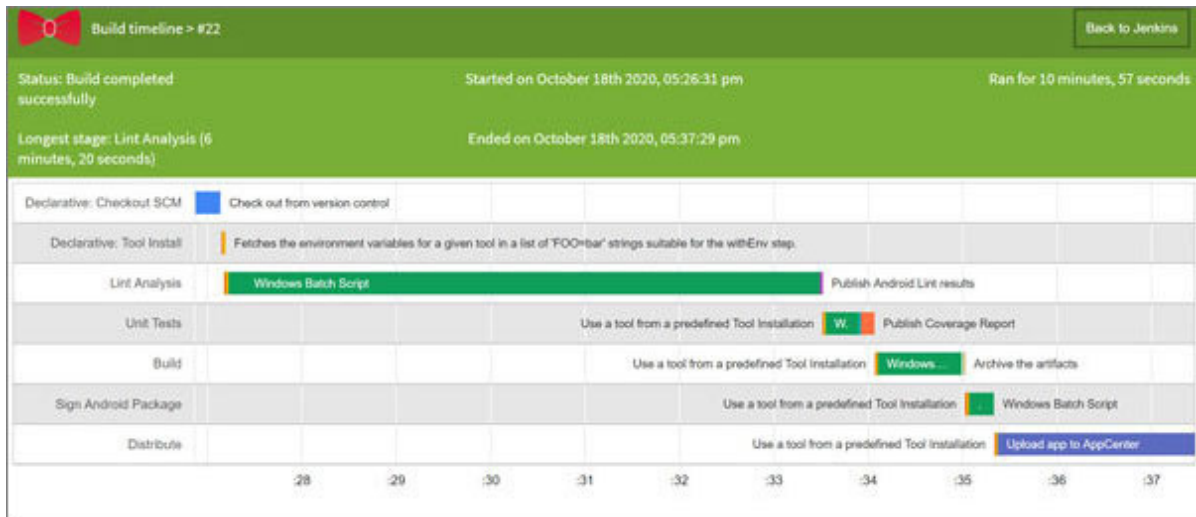 Build timeline > #22
Back to Jenkins
Status: Build completed
successfully
Started on October 18th 2020, 05:26:31 pm
Ran for 10 minutes, 57 seconds
Longest stage: Lint Analysis (6
minutes, 20 seconds)
Ended on October 18th 2020, 05:37:29 pm
Declarative: Checkout SCM
Check out from version control
Declarative: Tool Install
Fetches the environment variables for a given tool in a list of 'FOO=bar' strings suitable for the withEnv step.
Lint Analysis
Windows Batch Script
Publish Android Lint results
Unit Tests
Use a tool from a predefined Tool Installation
W.
Publish Coverage Report
Build
Use a tool from a predefined Tool Installation
Windows...
Archive the artifacts
Sign Android Package
Use a tool from a predefined Tool Installation
.
Windows Batch Script
Distribute
Use a tool from a predefined Tool Installation
Upload app to AppCenter
:28 :29 :30 :31 :32 :33 :34 :35 :36 :37